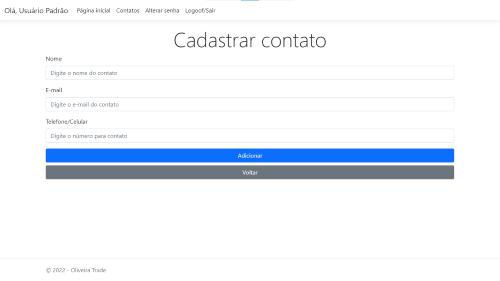 Olá, Usuário Padrão Página inicial Contatos Alterar senha Logoof/Sair
Cadastrar contato
Nome
Digite o nome do contato
E-mail
Digite o e-mail do contato
Telefone/Celular
Digite o número para contato
Adicionar
Voltar
© 2022 - Oliveira Trade